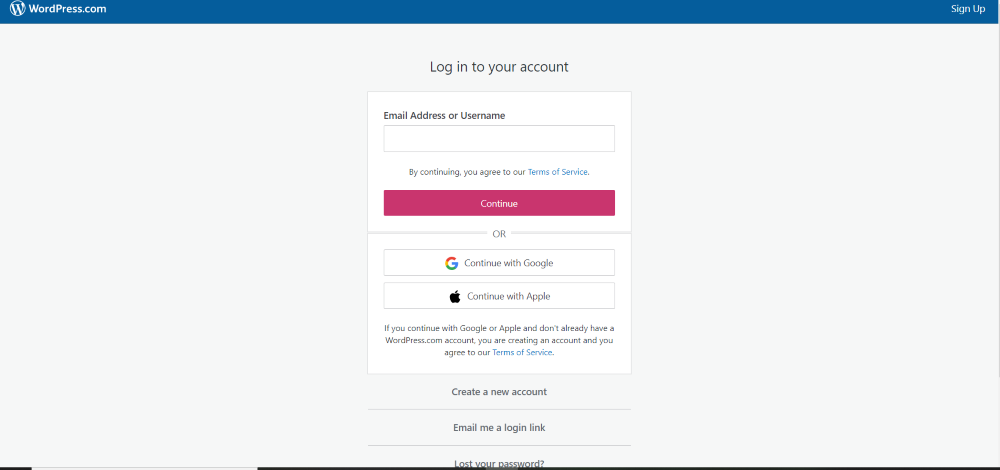 WordPress.com
Sign Up
Log in to your account
Email Address or Username
By continuing, you agree to our Terms of Service.
Continue
OR
Continue with Google
Continue with Apple
If you continue with Google or Apple and don't already have a
WordPress.com account, you are creating an account and you
agree to our Terms of Service.
Create a new account
Email me a login link
Lost your password?